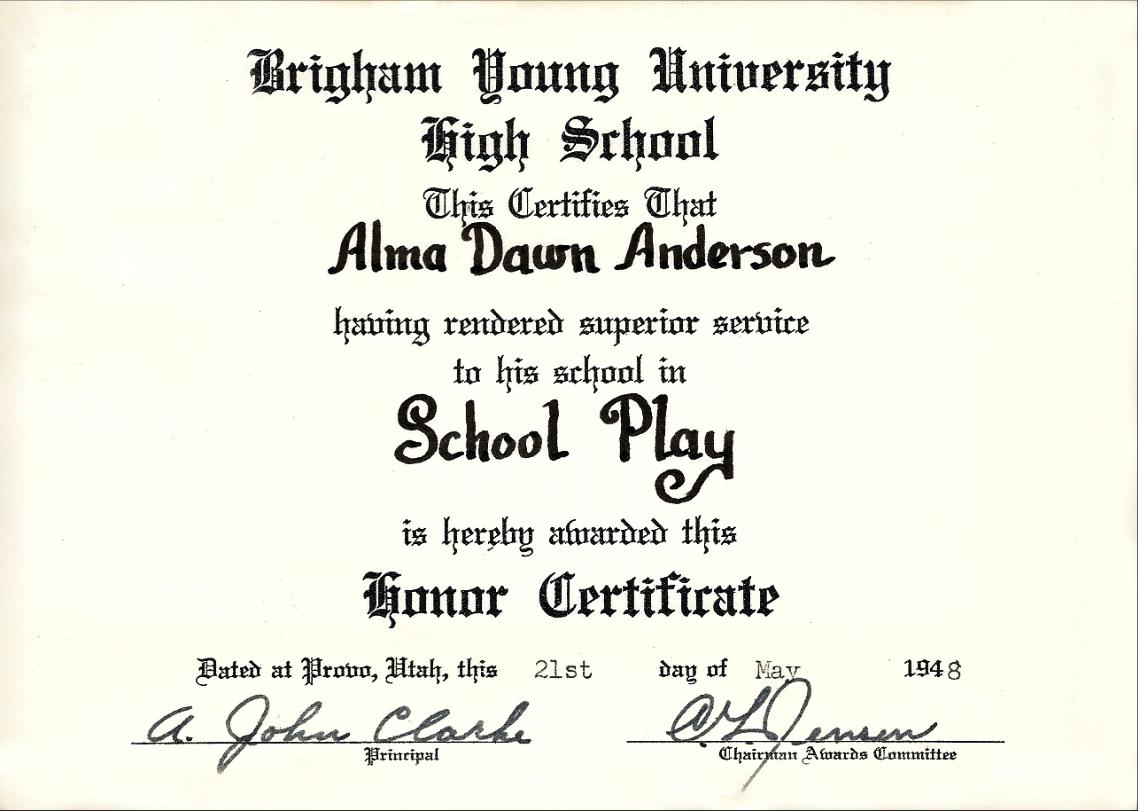 Brigham Young University
High School
This Certifies That
Alma Dawn Anderson
having rendered superior service
to his school in
School Play
is hereby awarded this
Honor Certificate
Dated at Provo, Utah, this 21st day of May 1948
A. John Clarke C L Jensen
Principal Chairman Awards Committee